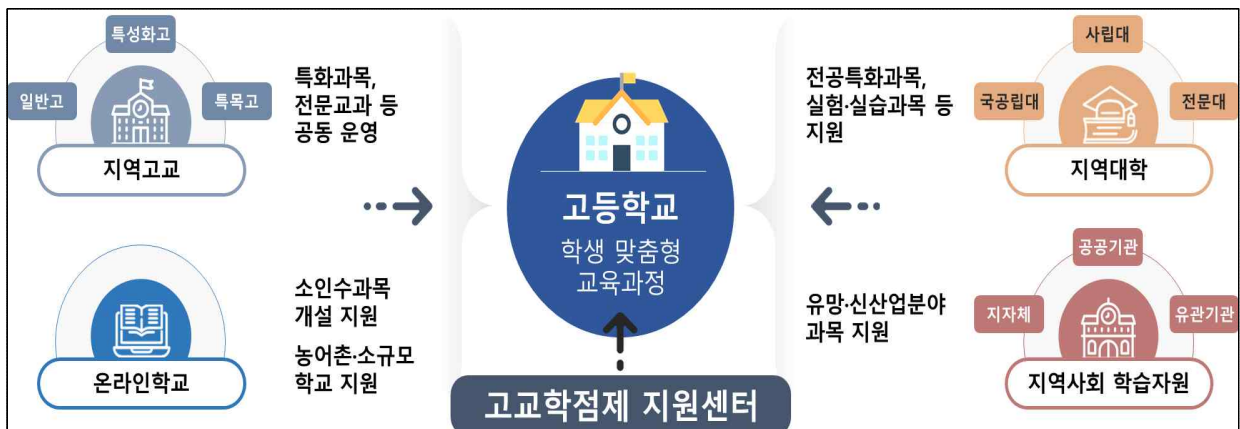 특성화고
일반고
특목고
지역고교
특화과목,
전문교과 등
공동 운영
온라인학교
소인수과목
개설 지원
농어촌·소규모
학교 지원
고등학교
학생 맞춤형
교육과정
고교학점제 지원센터
전공특화과목,
실험·실습과목 등
지원
사립대
국공립대
전문대
지역대학
유망·신산업분야
과목 지원
공공기관
지자체
유관기관
지역사회 학습자원